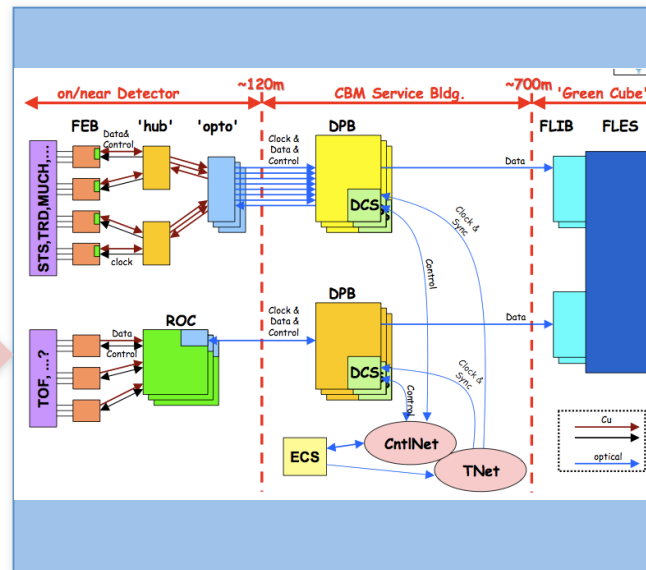 ~120m
~700m
on/near Detector
CBM Service Bldg.
'Green Cube'
FEB
'hub'
'opto'
DPB
FLIB
FLES
Data&
Control
Clock &
Data &
Control
Data
STS,TRD,MUCH,...
DCS
Clock &
Sync
Control
clock
ROC
DPB
Clock &
Data &
Control
Data
TOF, ...?
Data
Control
DCS
Clock &
Sync
Control
CntlNet
ECS
TNet
Cu
optical